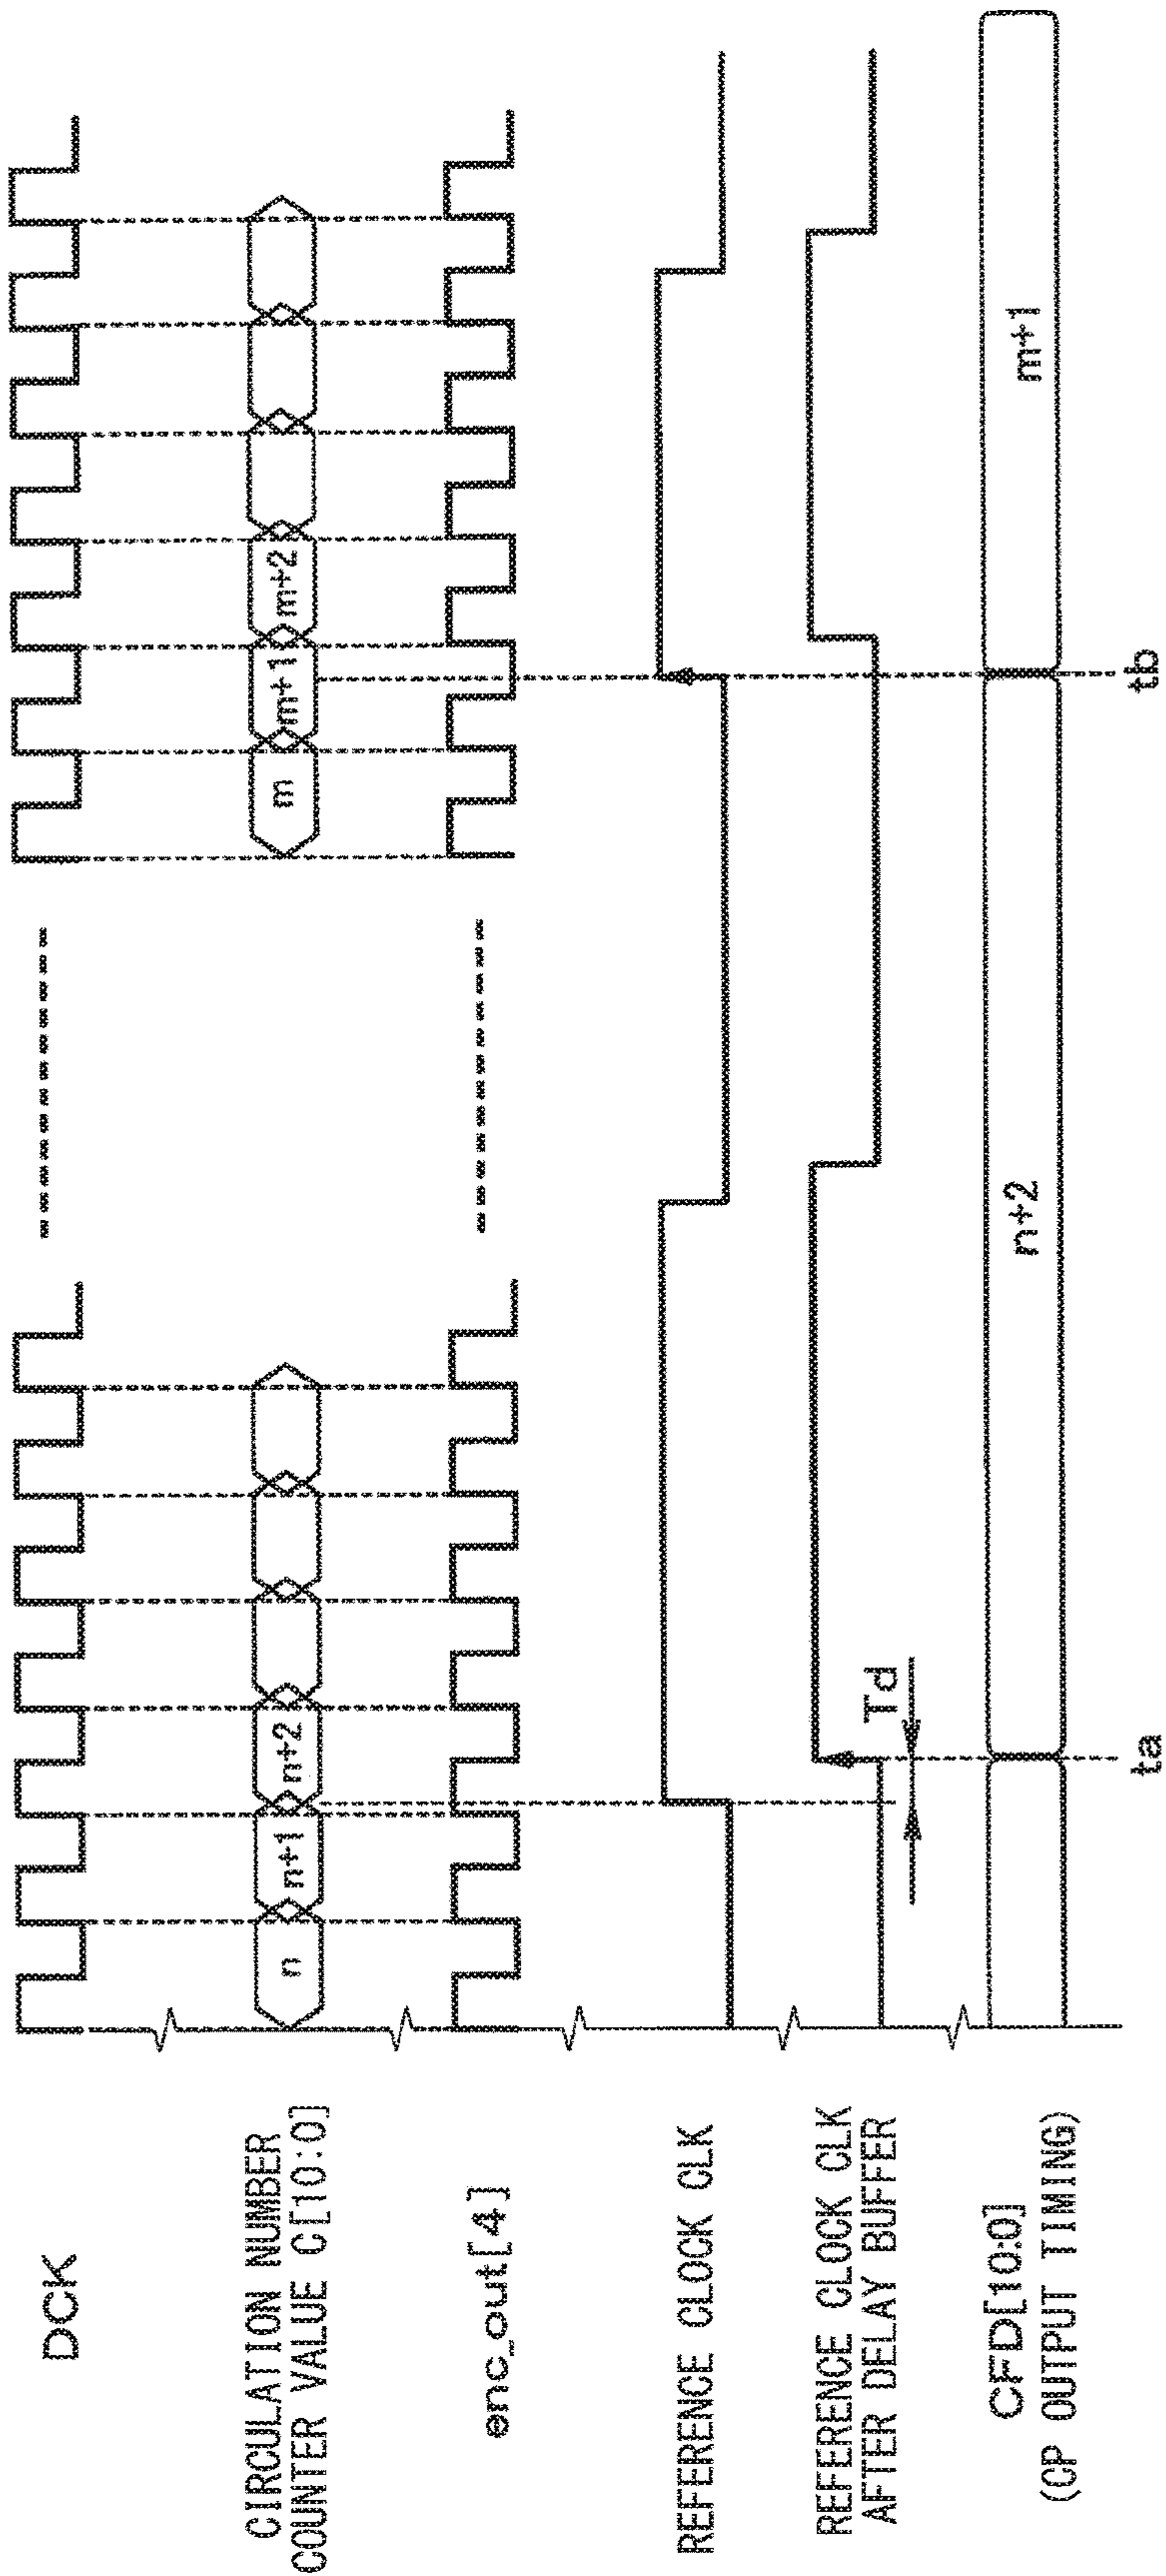 DCK
CIRCULATION NUMBER
COUNTER VALUE C[10:0]
n
n+1
n+2
m
m+1
m+2
enc_out[4]
REFERENCE CLOCK CLK
REFERENCE CLOCK CLK
AFTER DELAY BUFFER
Td
CFD[10:0]
(CP OUTPUT TIMING)
n+2
m+1
ta
tb